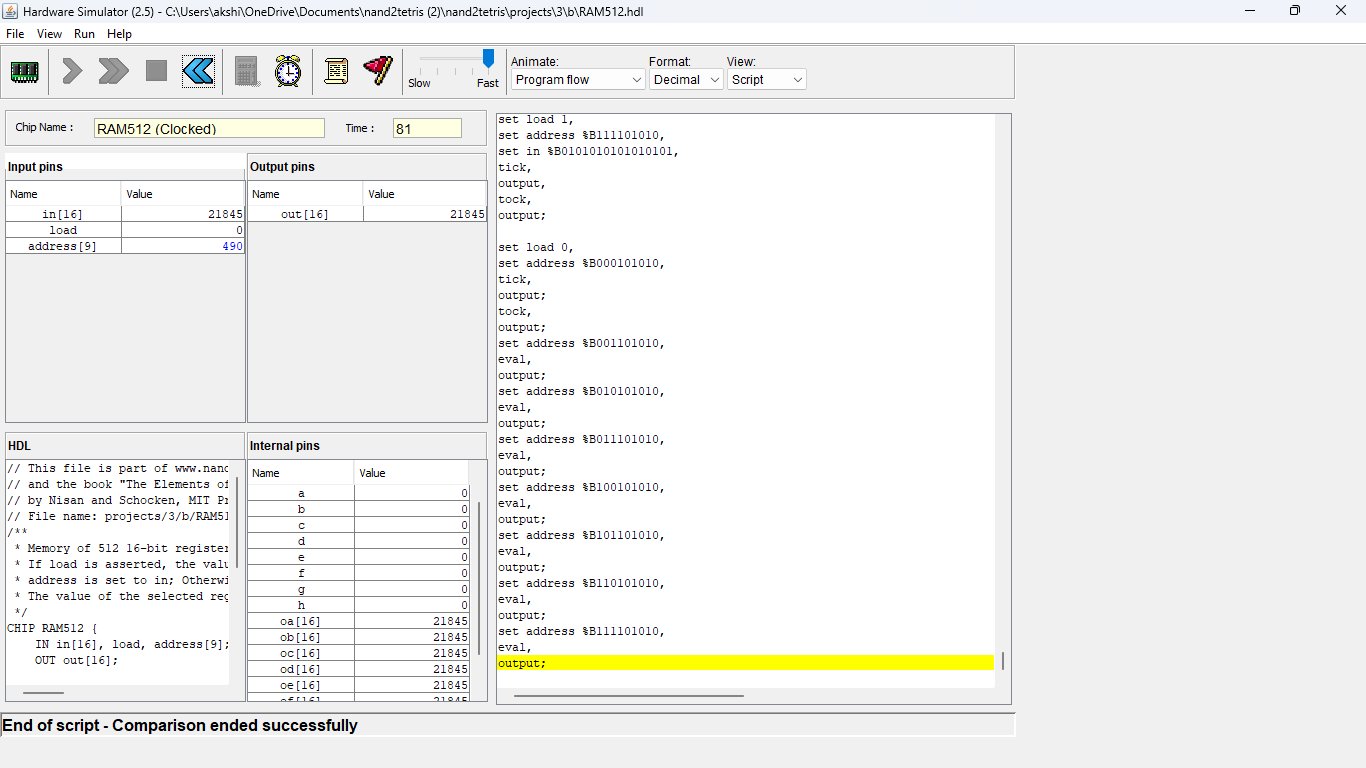 Hardware Simulator (2.5) - C:\Users\akshi\OneDrive\Documents\nand2tetris (2)\nand2tetris\projects\3\b\RAM512.hdl
File View Run Help
Slow Fast
Animate: Format: View:
Program flow Decimal Script
Chip Name : RAM512 (Clocked) Time : 81
Input pins
Name Value
in[16] 21845
load 0
address[9] 490
Output pins
Name Value
out[16] 21845
HDL
// This file is part of www.nand
// and the book "The Elements of
// by Nisan and Schocken, MIT Pr
// File name: projects/3/b/RAM51
/**
* Memory of 512 16-bit register
* If load is asserted, the valu
* address is set to in; Otherwi
* The value of the selected reg
*/
CHIP RAM512 {
IN in[16], load, address[9];
OUT out[16];
Internal pins
Name Value
a 0
b 0
c 0
d 0
e 0
f 0
g 0
h 0
oa[16] 21845
ob[16] 21845
oc[16] 21845
od[16] 21845
oe[16] 21845
of[16] 21845
set load 1,
set address %B111101010,
set in %B0101010101010101,
tick,
output,
tock,
output;
set load 0,
set address %B000101010,
tick,
output;
tock,
output;
set address %B001101010,
eval,
output;
set address %B010101010,
eval,
output;
set address %B011101010,
eval,
output;
set address %B100101010,
eval,
output;
set address %B101101010,
eval,
output;
set address %B110101010,
eval,
output;
set address %B111101010,
eval,
output;
End of script - Comparison ended successfully